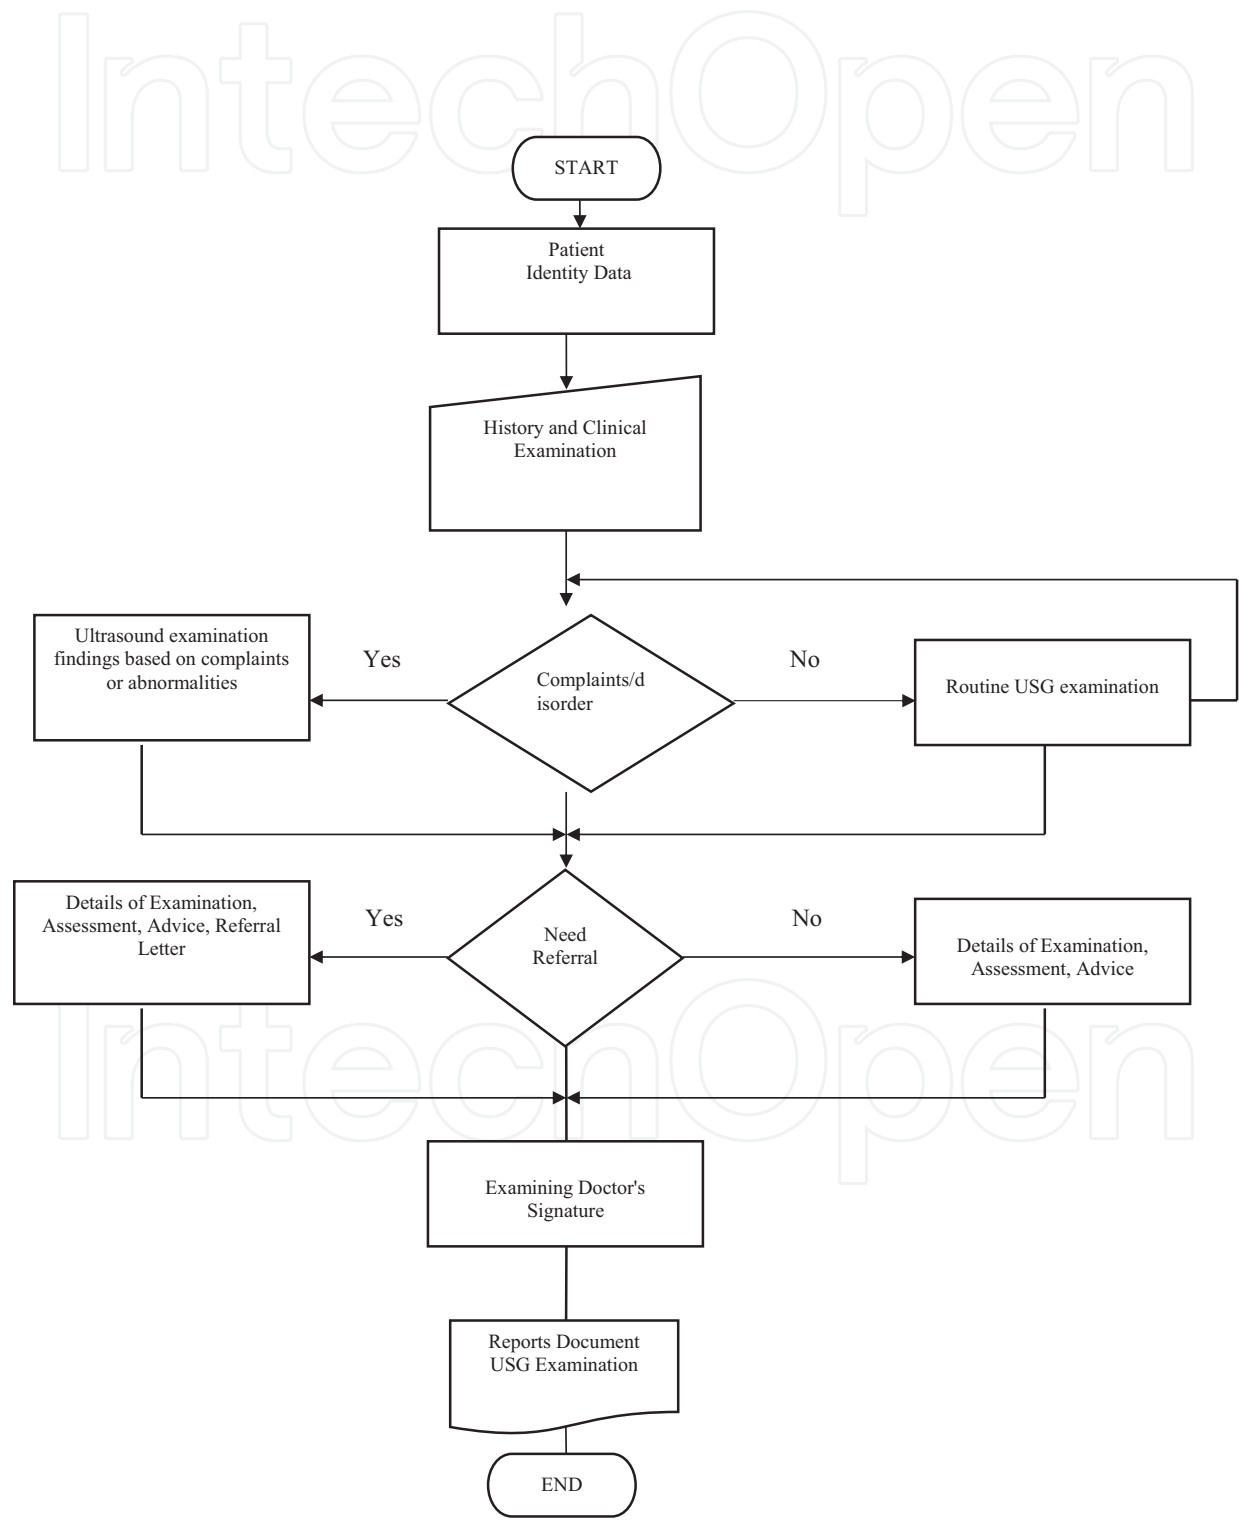 IntechOpen
START
Patient
Identity Data
History and Clinical
Examination
Ultrasound examination
findings based on complaints
or abnormalities
Yes
Complaints/d
isorder
No
Routine USG examination
Details of Examination,
Assessment, Advice, Referral
Letter
Yes
Need
Referral
No
Details of Examination,
Assessment, Advice
IntechOpen
Examining Doctor's
Signature
Reports Document
USG Examination
END